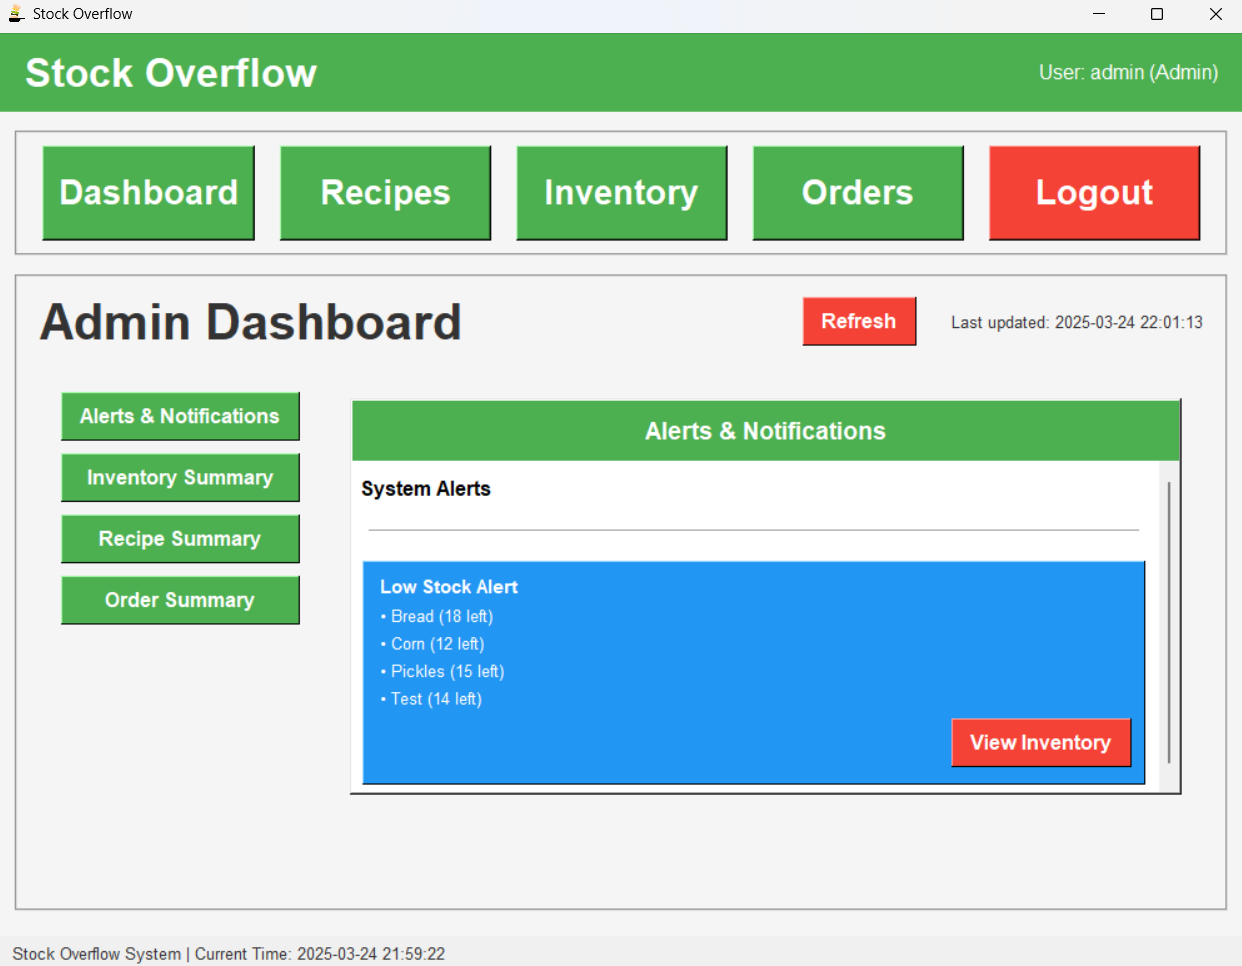 Stock Overflow
Stock Overflow
User: admin (Admin)
Dashboard
Recipes
Inventory
Orders
Logout
Admin Dashboard
Refresh
Last updated: 2025-03-24 22:01:13
Alerts & Notifications
Inventory Summary
Recipe Summary
Order Summary
Alerts & Notifications
System Alerts
Low Stock Alert
• Bread (18 left)
• Corn (12 left)
• Pickles (15 left)
• Test (14 left)
View Inventory
Stock Overflow System | Current Time: 2025-03-24 21:59:22